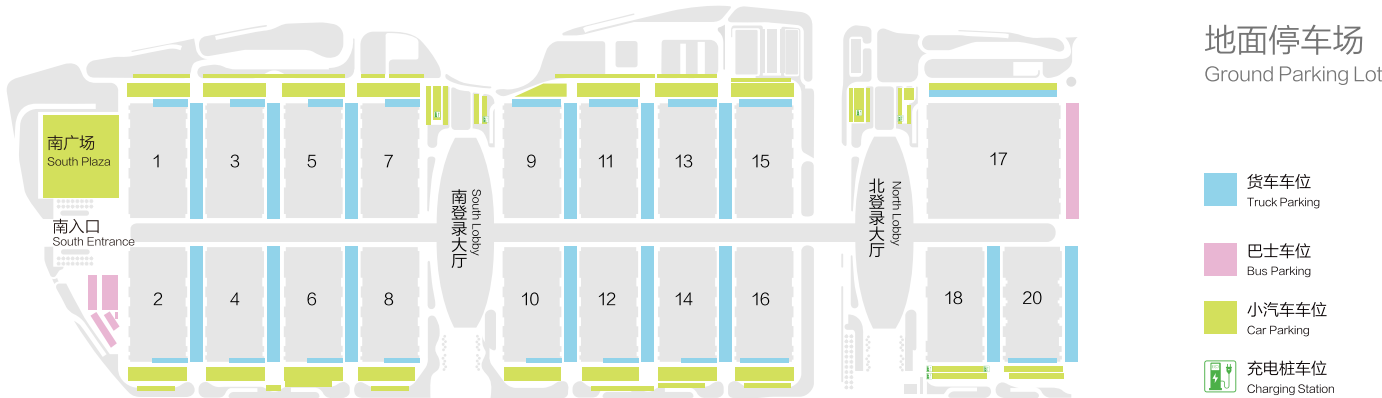 地面停车场
Ground Parking Lot
南广场
South Plaza
1
3
5
7
9
11
13
15
17
南登录大厅
South Lobby
北登录大厅
North Lobby
南入口
South Entrance
2
4
6
8
10
12
14
16
18
20
货车车位
Truck Parking
巴士车位
Bus Parking
小汽车车位
Car Parking
充电桩车位
Charging Station